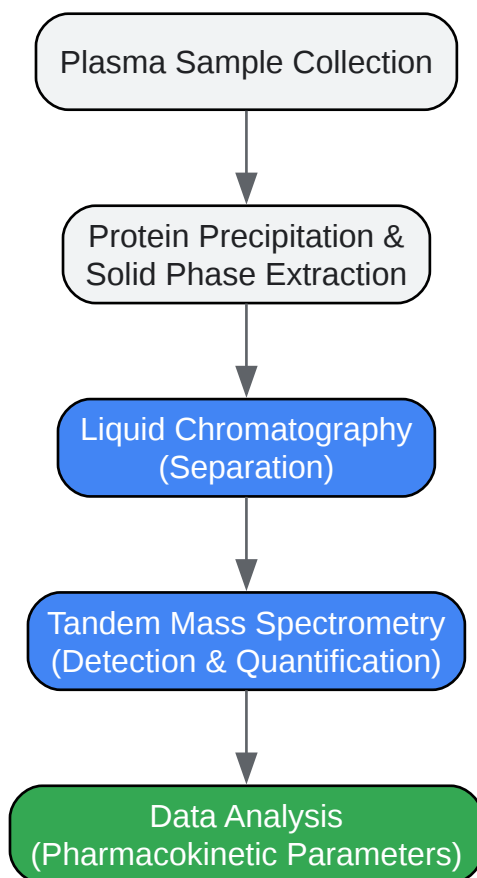 Plasma Sample Collection
Protein Precipitation &
Solid Phase Extraction
Liquid Chromatography
(Separation)
Tandem Mass Spectrometry
(Detection & Quantification)
Data Analysis
(Pharmacokinetic Parameters)